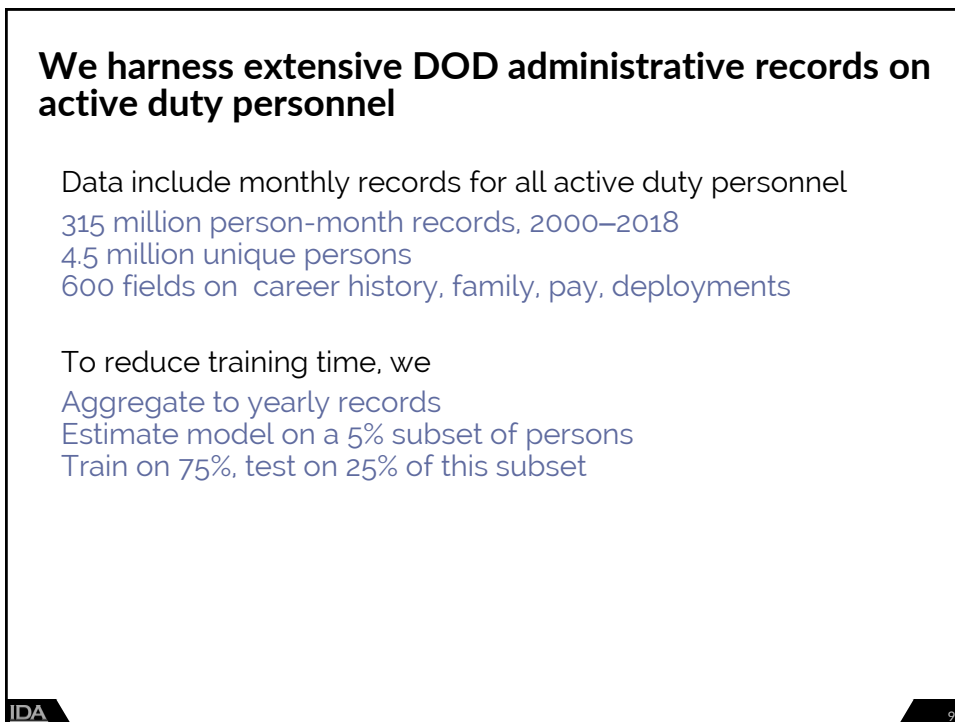 We harness extensive DOD administrative records on
active duty personnel
Data include monthly records for all active duty personnel
315 million person-month records, 2000–2018
4.5 million unique persons
600 fields on career history, family, pay, deployments
To reduce training time, we
Aggregate to yearly records
Estimate model on a 5% subset of persons
Train on 75%, test on 25% of this subset
IDA
9